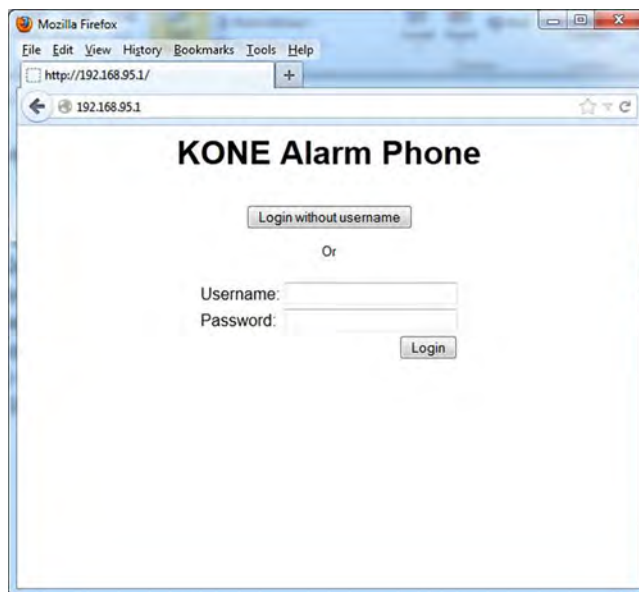 Mozilla Firefox
File Edit View History Bookmarks Tools Help
http://192.168.95.1/
192.168.95.1
KONE Alarm Phone
Login without username
Or
Username:
Password:
Login